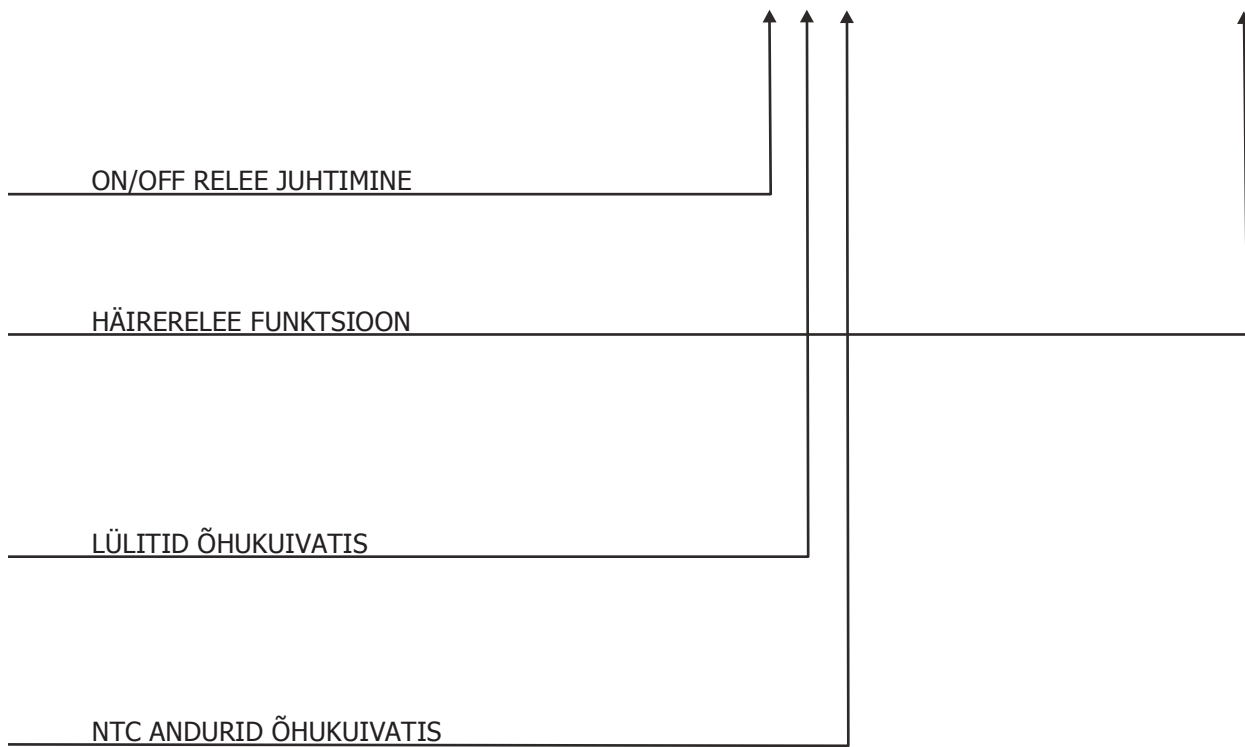 ON/OFF RELEE JUHTIMINE
HÄIRERELEE FUNKTSIOON
LÜLITID ÕHUKUIVATIS
NTC ANDURID ÕHUKUIVATIS